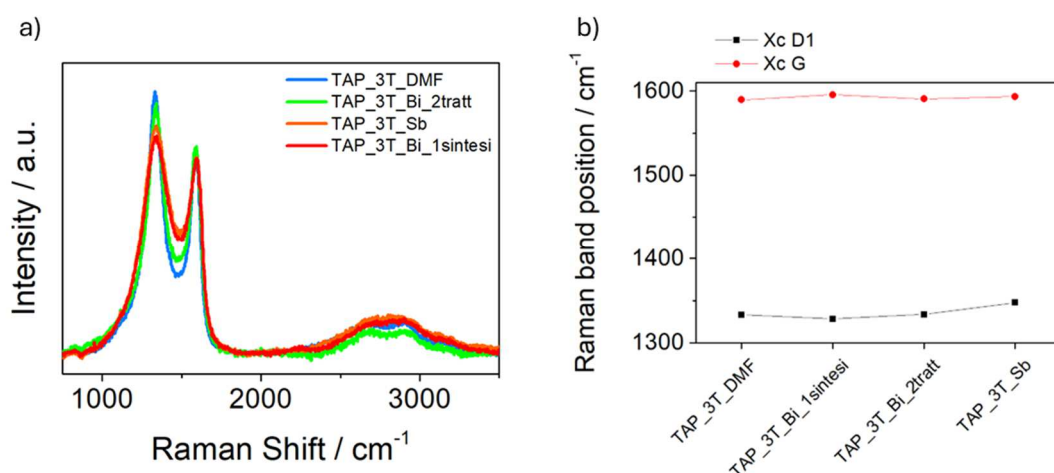 a)
TAP_3T_DMF
TAP_3T_Bi_2tratt
TAP_3T_Sb
TAP_3T_Bi_1sintesi
Intensity / a.u.
1000
2000
3000
Raman Shift / cm⁻¹
b)
Xc D1
Xc G
1600
1500
1400
1300
Raman band position / cm⁻¹
TAP_3T_DMF
TAP_3T_Bi_1sintesi
TAP_3T_Bi_2tratt
TAP_3T_Sb